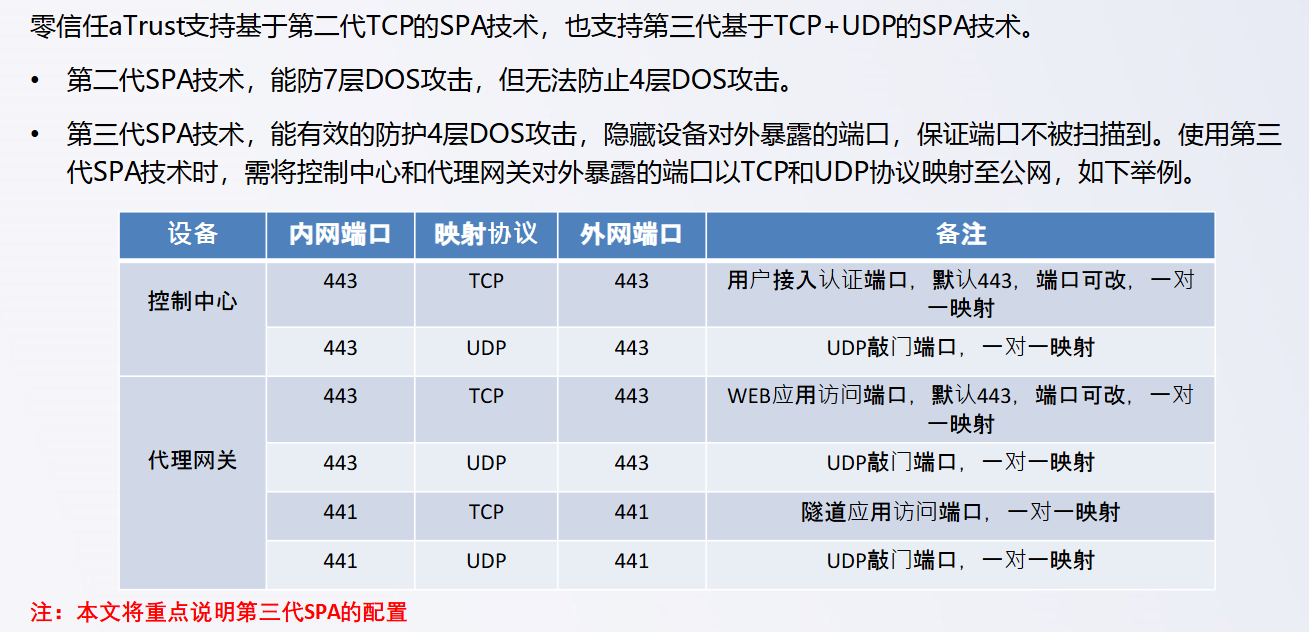 零信任aTrust支持基于第二代TCP的SPA技术，也支持第三代基于TCP+UDP的SPA技术。
• 第二代SPA技术，能防7层DOS攻击，但无法防止4层DOS攻击。
• 第三代SPA技术，能有效的防护4层DOS攻击，隐藏设备对外暴露的端口，保证端口不被扫描到。使用第三
代SPA技术时，需将控制中心和代理网关对外暴露的端口以TCP和UDP协议映射至公网，如下举例。
设备 内网端口 映射协议 外网端口 备注
控制中心 443 TCP 443 用户接入认证端口，默认443，端口可改，一对
一映射
443 UDP 443 UDP敲门端口，一对一映射
代理网关 443 TCP 443 WEB应用访问端口，默认443，端口可改，一对
一映射
443 UDP 443 UDP敲门端口，一对一映射
441 TCP 441 隧道应用访问端口，一对一映射
441 UDP 441 UDP敲门端口，一对一映射
注：本文将重点说明第三代SPA的配置